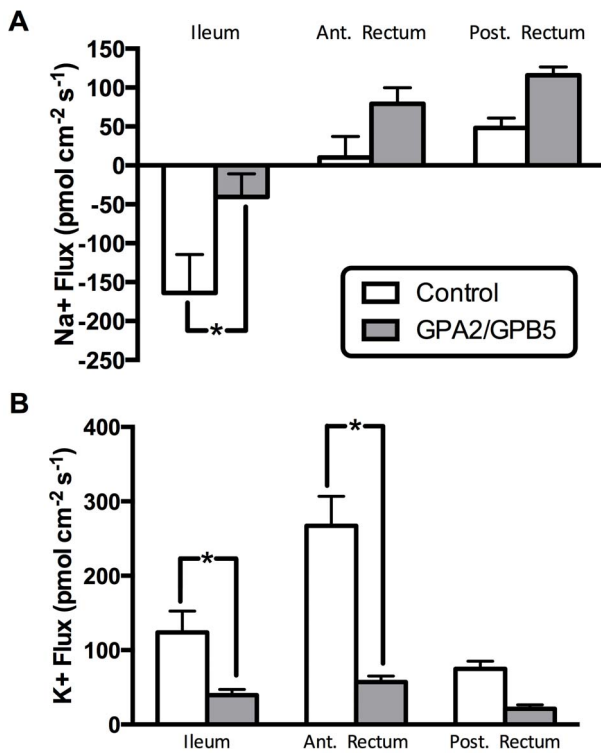 A
Ileum Ant. Rectum Post. Rectum
Na+ Flux (pmol cm⁻² s⁻¹)
150
100
50
0
-50
-100
-150
-200
-250
*
Control
GPA2/GPB5
B
K+ Flux (pmol cm⁻² s⁻¹)
400
300
200
100
0
*
*
Ileum Ant. Rectum Post. Rectum